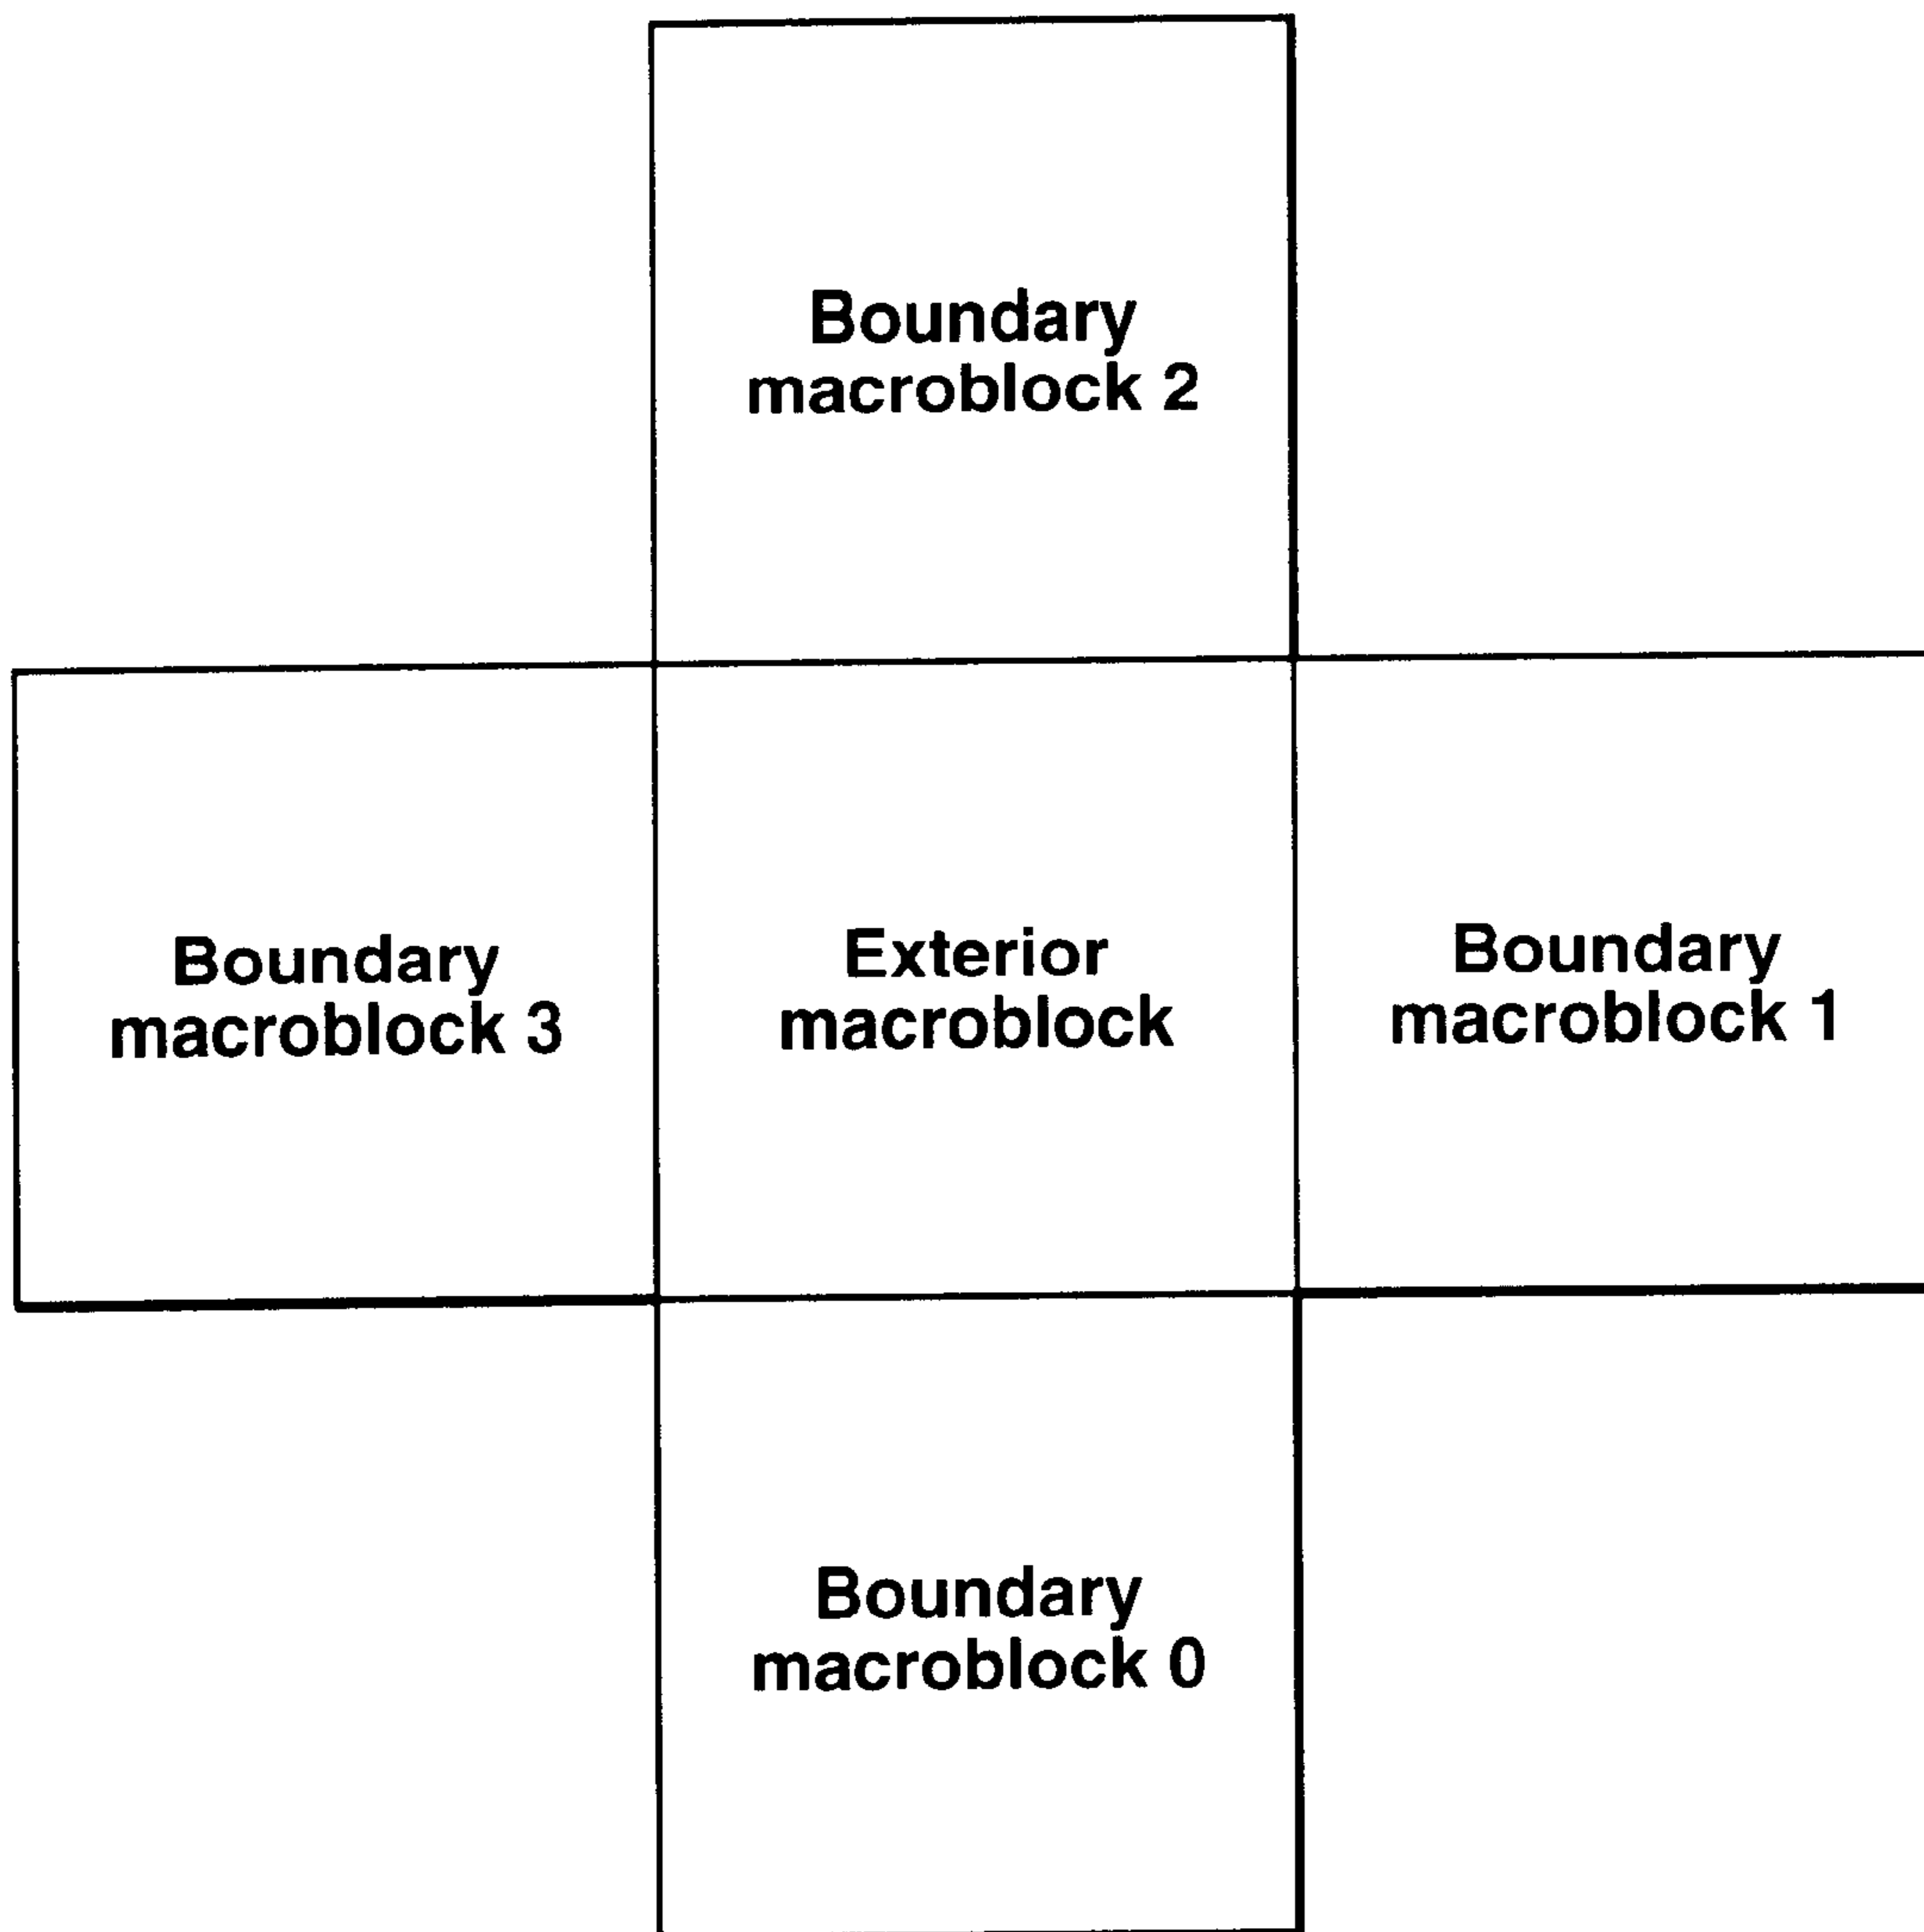 Boundary
macroblock 2
Boundary
macroblock 3
Exterior
macroblock
Boundary
macroblock 1
Boundary
macroblock 0